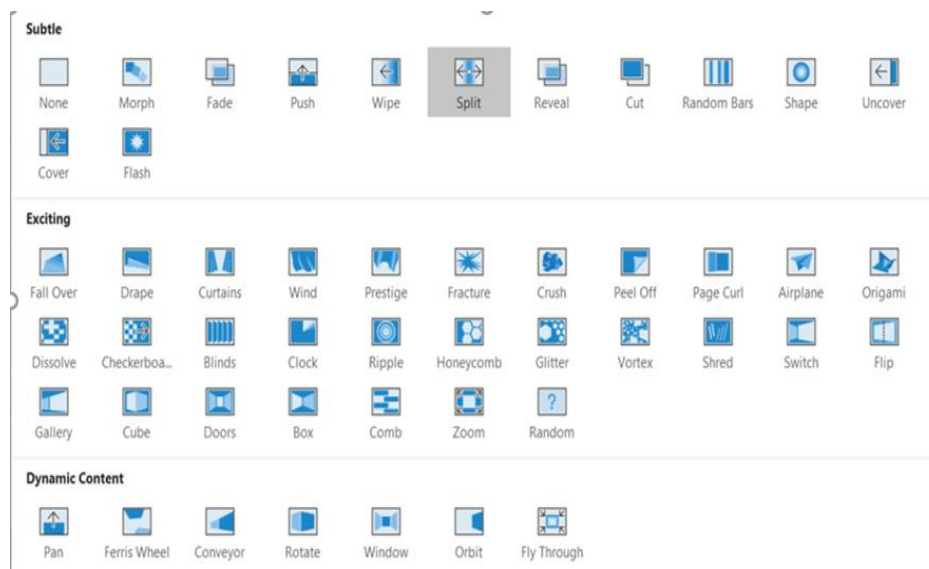 Subtle
None Morph Fade Push Wipe Split Reveal Cut Random Bars Shape Uncover
Cover Flash
Exciting
Fall Over Drape Curtains Wind Prestige Fracture Crush Peel Off Page Curl Airplane Origami
Dissolve Checkerboa... Blinds Clock Ripple Honeycomb Glitter Vortex Shred Switch Flip
Gallery Cube Doors Box Comb Zoom ? Random
Dynamic Content
Pan Ferris Wheel Conveyor Rotate Window Orbit Fly Through